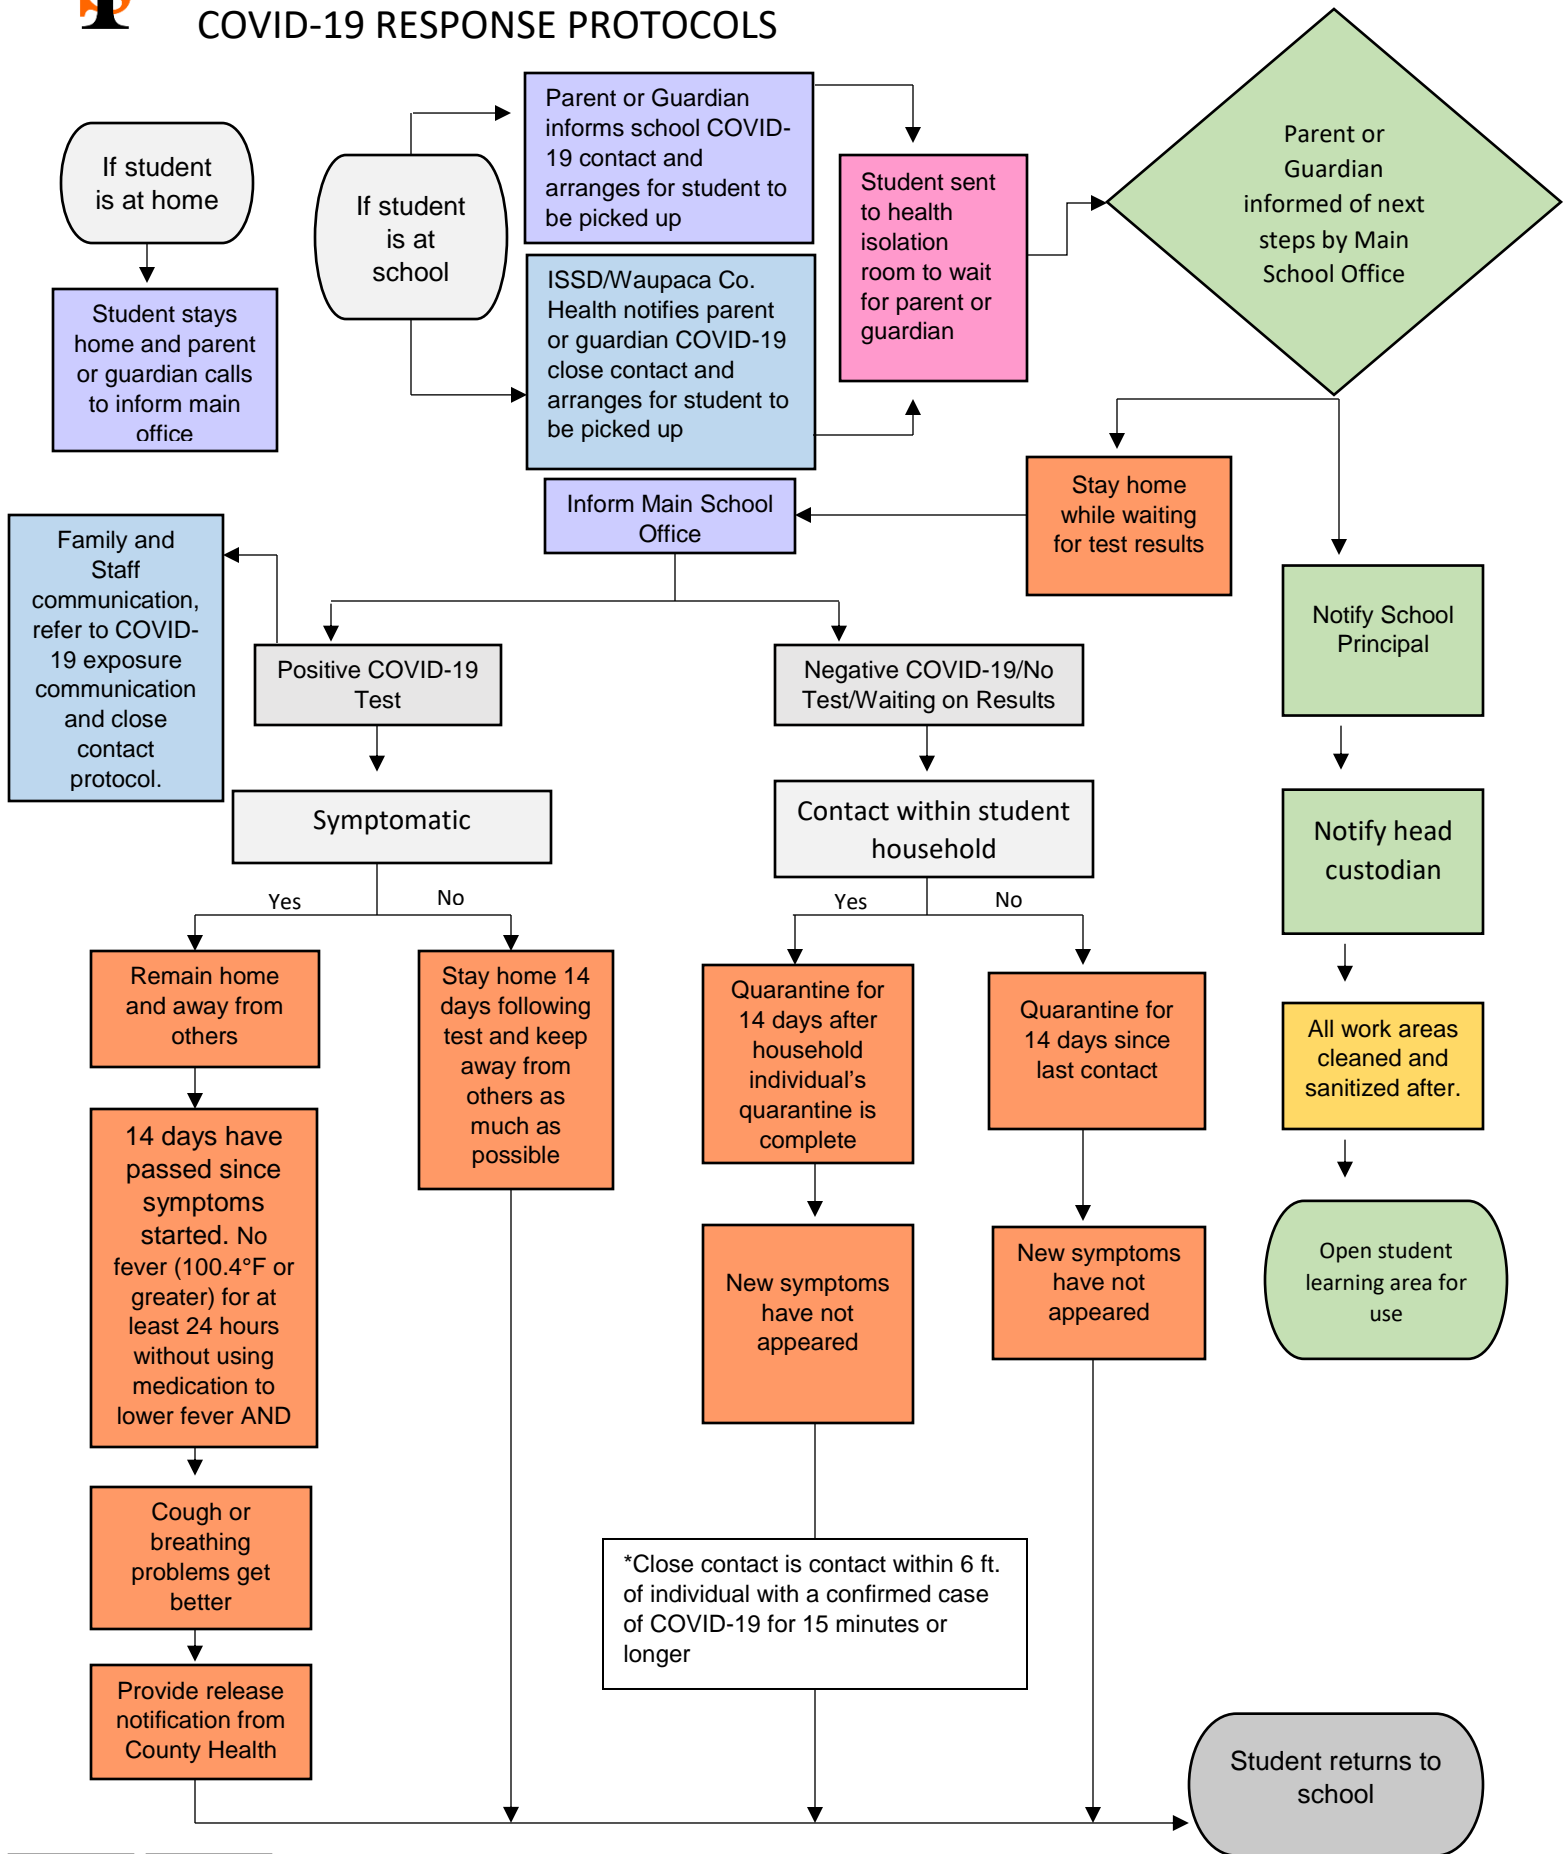 COVID-19 RESPONSE PROTOCOLS
If student
is at home
Student stays
home and parent
or guardian calls
to inform main
office
If student
is at
school
Parent or Guardian
informs school COVID-
19 contact and
arranges for student to
be picked up
ISSD/Waupaca Co.
Health notifies parent
or guardian COVID-19
close contact and
arranges for student to
be picked up
Student sent
to health
isolation
room to wait
for parent or
guardian
Parent or
Guardian
informed of next
steps by Main
School Office
Stay home
while waiting
for test results
Inform Main School
Office
Family and
Staff
communication,
refer to COVID-
19 exposure
communication
and close
contact
protocol.
Positive COVID-19
Test
Negative COVID-19/No
Test/Waiting on Results
Notify School
Principal
Symptomatic
Contact within student
household
Notify head
custodian
Yes
No
Yes
No
Remain home
and away from
others
Stay home 14
days following
test and keep
away from
others as
much as
possible
Quarantine for
14 days after
household
individual's
quarantine is
complete
Quarantine for
14 days since
last contact
All work areas
cleaned and
sanitized after.
14 days have
passed since
symptoms
started. No
fever (100.4°F or
greater) for at
least 24 hours
without using
medication to
lower fever AND
New symptoms
have not
appeared
New symptoms
have not
appeared
Open student
learning area for
use
Cough or
breathing
problems get
better
*Close contact is contact within 6 ft.
of individual with a confirmed case
of COVID-19 for 15 minutes or
longer
Provide release
notification from
County Health
Student returns to
school